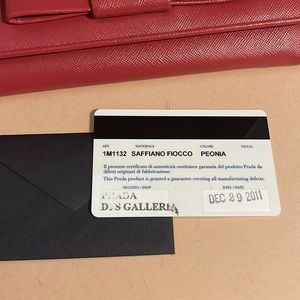 ART. MATERIALE COLORE TAGLIA
1M1132 SAFFIANO FIOCCO PEONIA
Il presente certificato di autenticità costituisce garanzia del prodotto Prada da
difetti originari di fabbricazione.
This Prada product is granted a guarantee covering all manufacturing defects.
NEGOZIO / SHOP DATA / DATE
PRADA
DFS GALLERIA DEC 29 2011